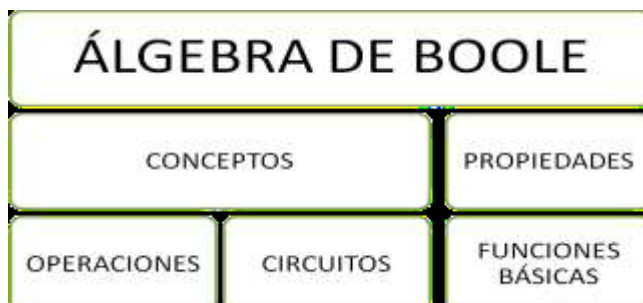 ÁLGEBRA DE BOOLE
CONCEPTOS
PROPIEDADES
OPERACIONES
CIRCUITOS
FUNCIONES
BÁSICAS